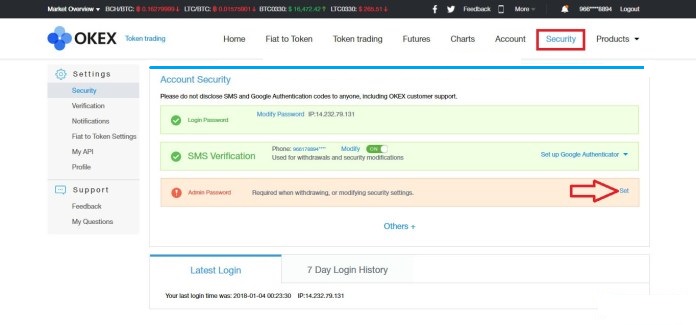 Market Overview BCH/BTC: ฿ 0.16219999↓ LTC/BTC: ฿ 0.01575901↓ BTC0330: $ 16,472.42↑ LTC0330: $ 269.51↓ Feedback More 966****8894 Logout
OKEX Token trading Home Fiat to Token Token trading Futures Charts Account Security Products
Settings
Security
Verification
Notifications
Fiat to Token Settings
My API
Profile
Support
Feedback
My Questions
Account Security
Please do not disclose SMS and Google Authentication codes to anyone, including OKEX customer support.
Login Password Modify Password IP:14.232.79.131
SMS Verification Phone: Modify ON Set up Google Authenticator
Used for withdrawals and security modifications
Admin Password Required when withdrawing, or modifying security settings. Set
Others +
Latest Login 7 Day Login History
Your last login time was: 2018-01-04 00:23:30 IP:14.232.79.131